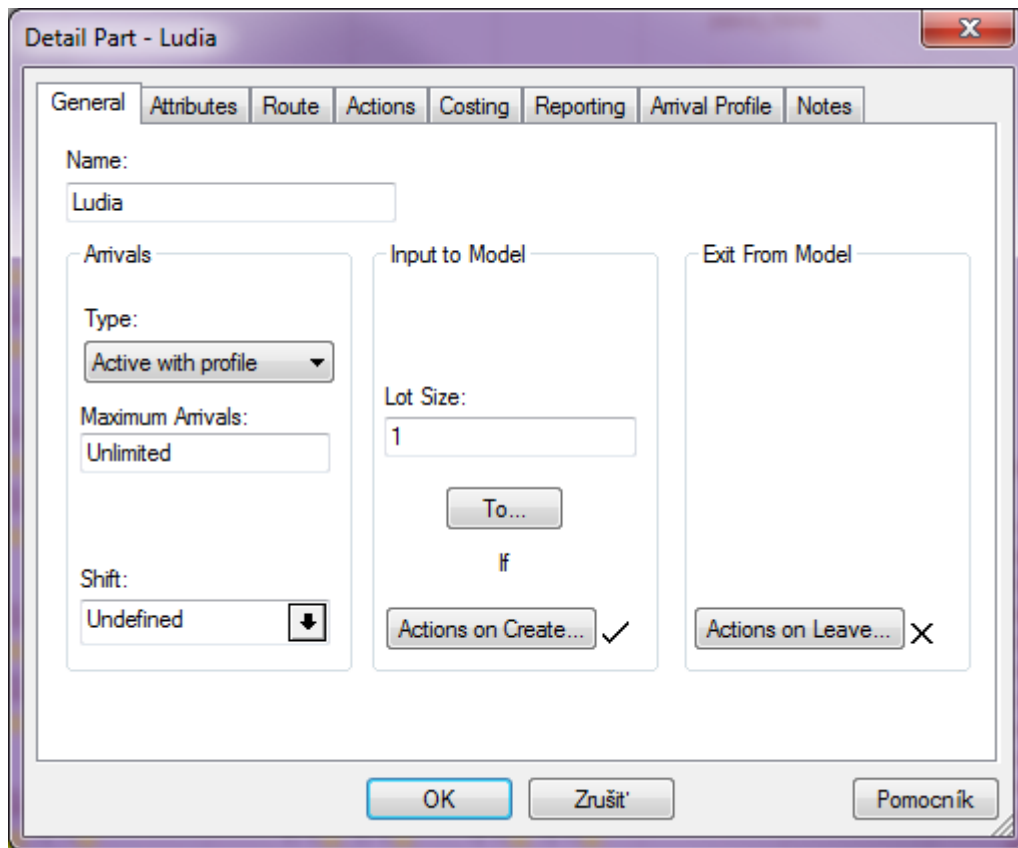 Detail Part - Ludia
General Attributes Route Actions Costing Reporting Arrival Profile Notes
Name:
Ludia
Arrivals
Type:
Active with profile
Maximum Arrivals:
Unlimited
Shift:
Undefined
Input to Model
Lot Size:
1
To...
If
Actions on Create...
Exit From Model
Actions on Leave...
OK Zrušiť Pomocník